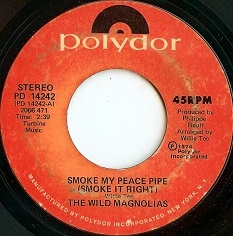 polydor
STEREO
PD 14242
(PD 14242-A)
2066 471
Time: 2:39
Turbine
Music
45RPM
Produced by
Philippe
Rault
Arranged by
Willie Tee
Ⓟ 1974
Polydor
Incorporated
SMOKE MY PEACE PIPE
(SMOKE IT RIGHT)
Willie Tee
THE WILD MAGNOLIAS
MANUFACTURED BY POLYDOR INCORPORATED, NEW YORK, N.Y.